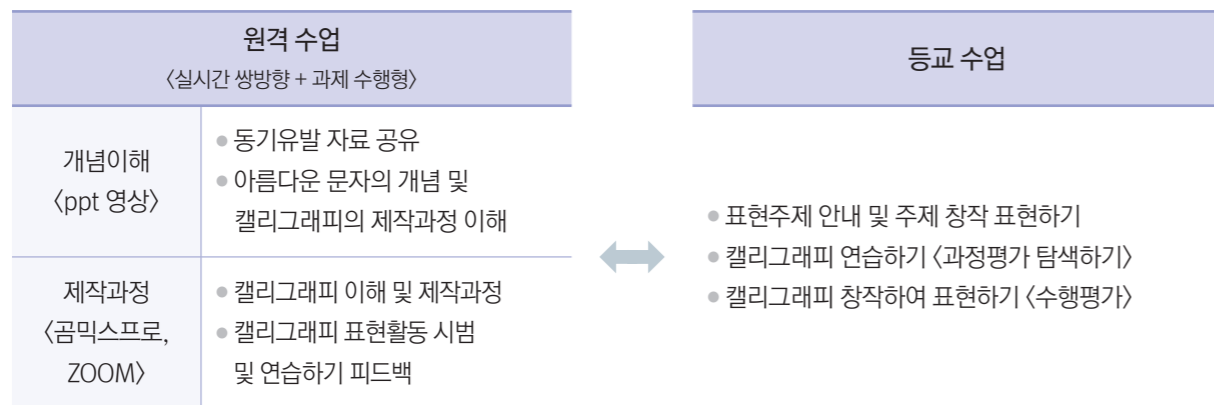 원격 수업
〈실시간 쌍방향 + 과제 수행형〉
개념이해
〈ppt 영상〉
● 동기유발 자료 공유
● 아름다운 문자의 개념 및
캘리그래피의 제작과정 이해
제작과정
〈곰믹스프로,
ZOOM〉
● 캘리그래피 이해 및 제작과정
● 캘리그래피 표현활동 시범
및 연습하기 피드백
등교 수업
● 표현주제 안내 및 주제 창작 표현하기
● 캘리그래피 연습하기 〈과정평가 탐색하기〉
● 캘리그래피 창작하여 표현하기 〈수행평가〉